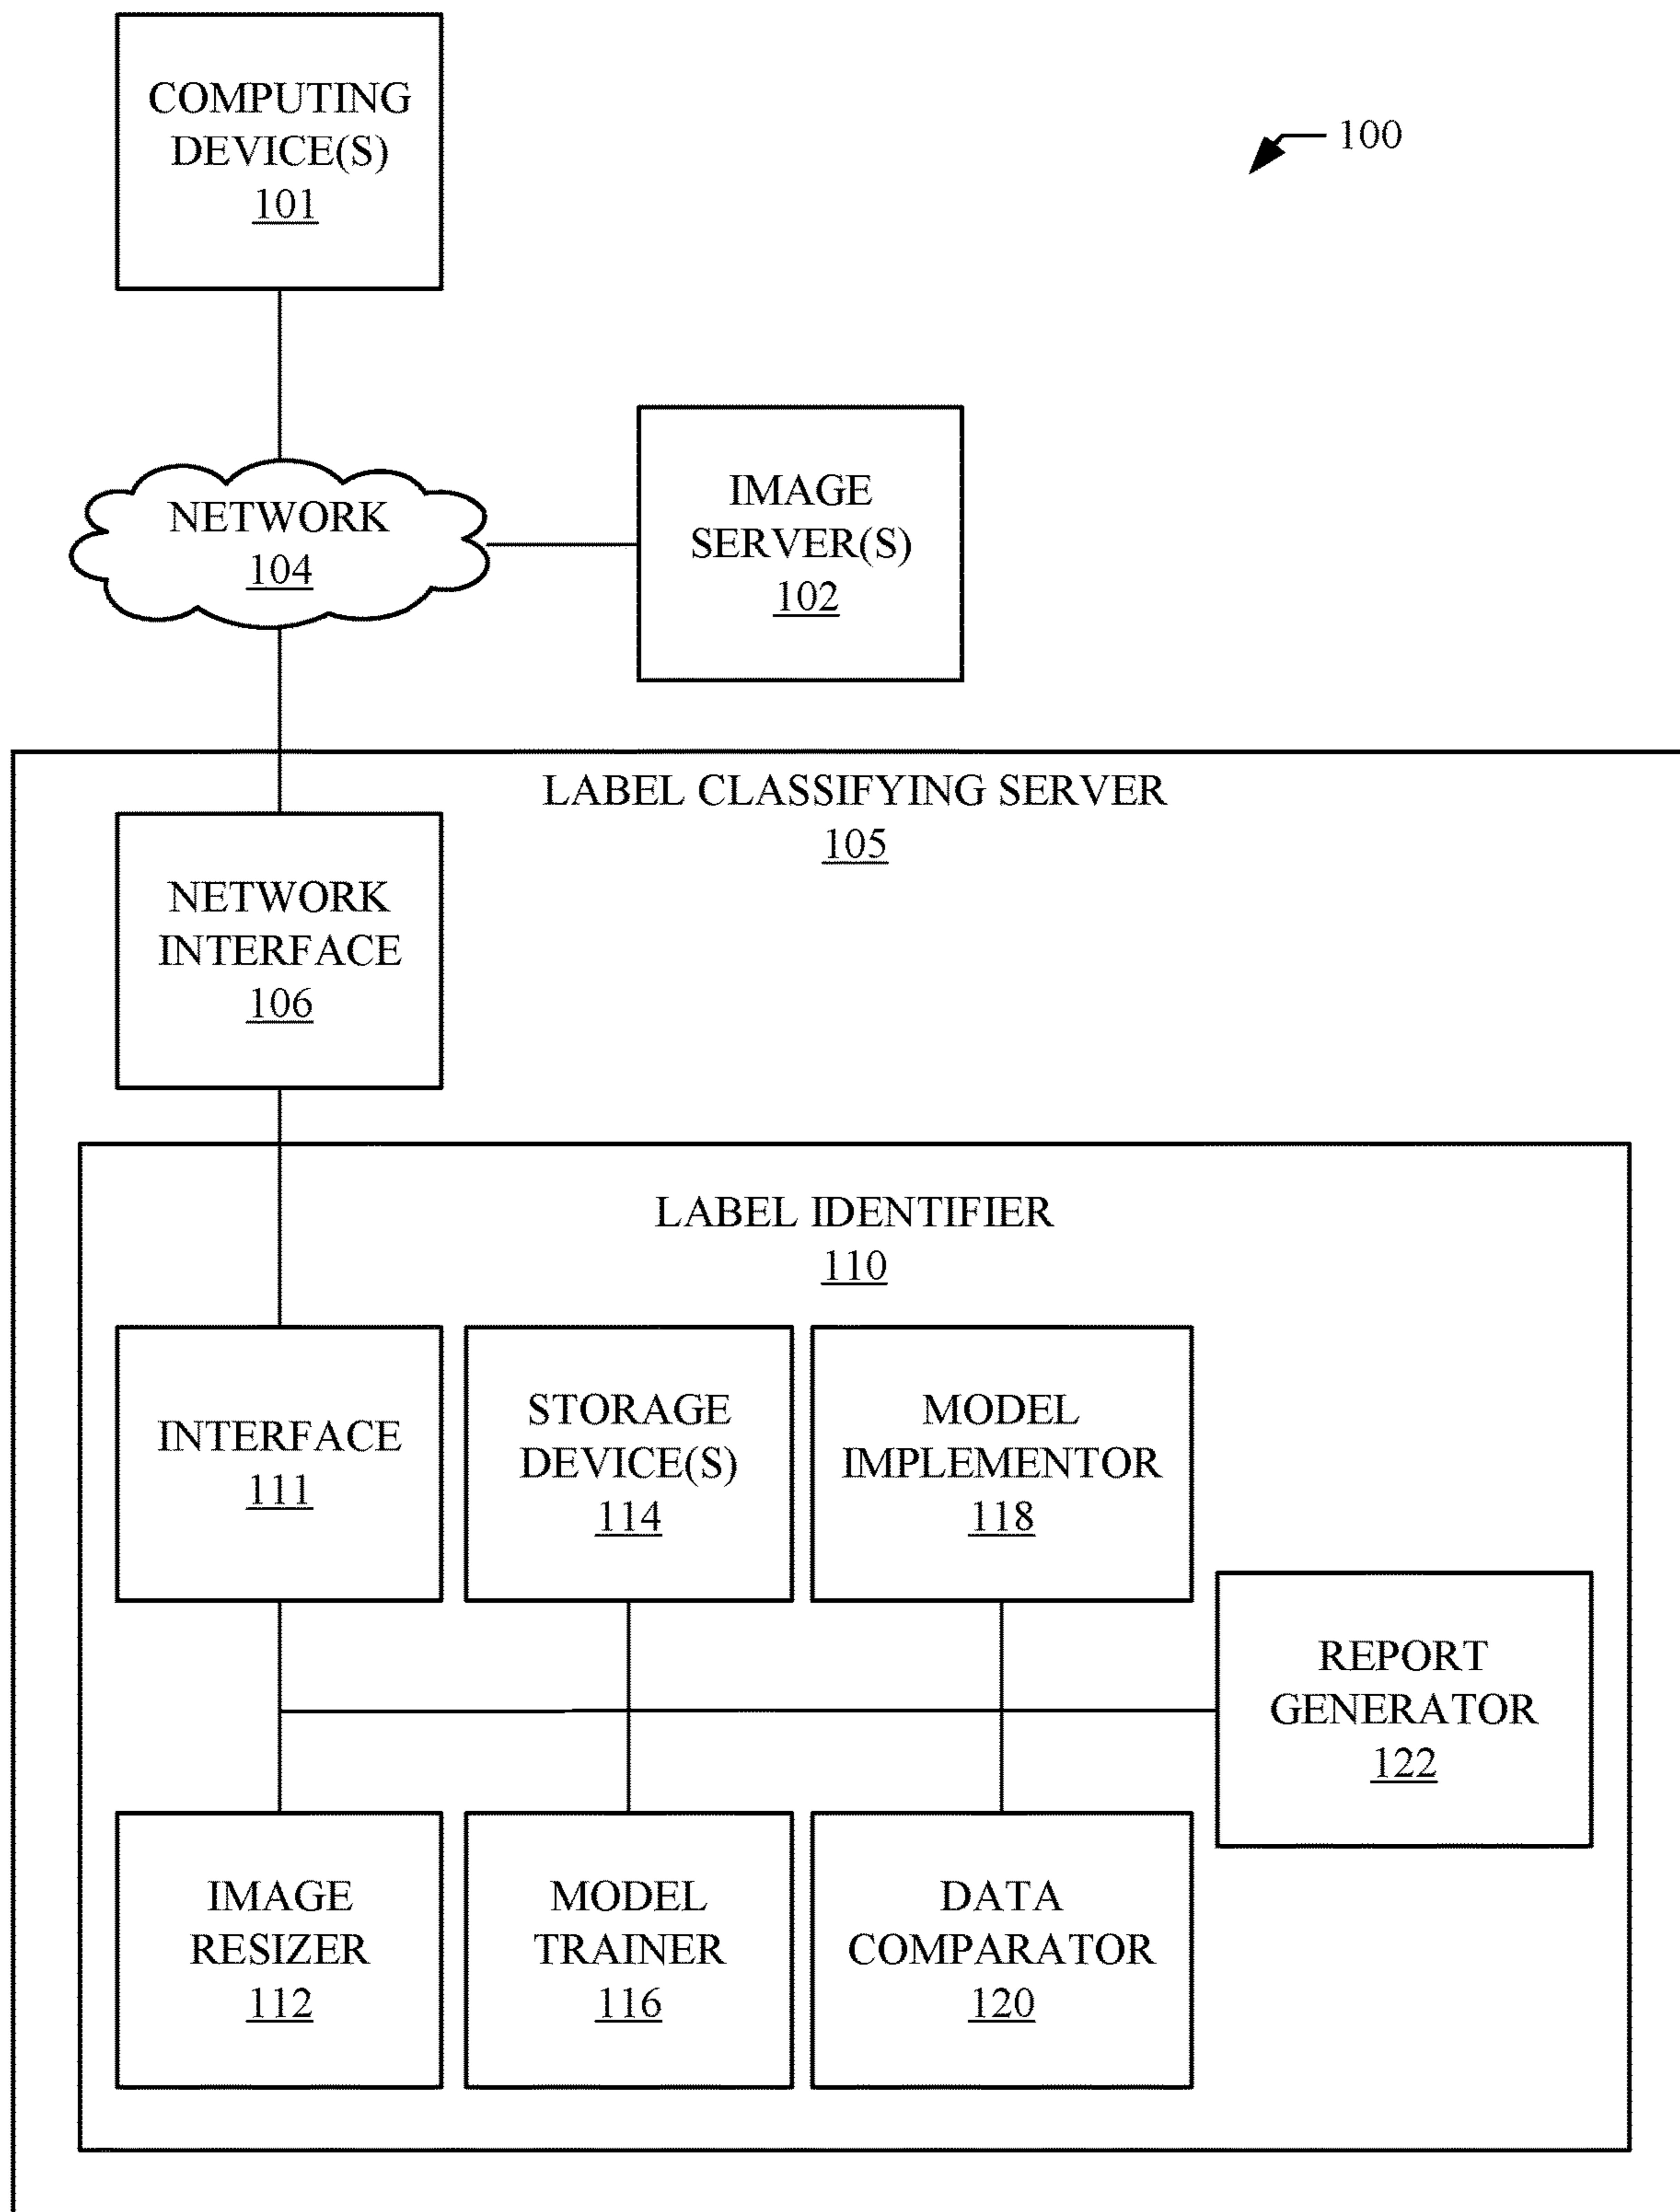 COMPUTING
DEVICE(S)
101
100
NETWORK
104
IMAGE
SERVER(S)
102
LABEL CLASSIFYING SERVER
105
NETWORK
INTERFACE
106
LABEL IDENTIFIER
110
INTERFACE
111
STORAGE
DEVICE(S)
114
MODEL
IMPLEMENTOR
118
REPORT
GENERATOR
122
IMAGE
RESIZER
112
MODEL
TRAINER
116
DATA
COMPARATOR
120